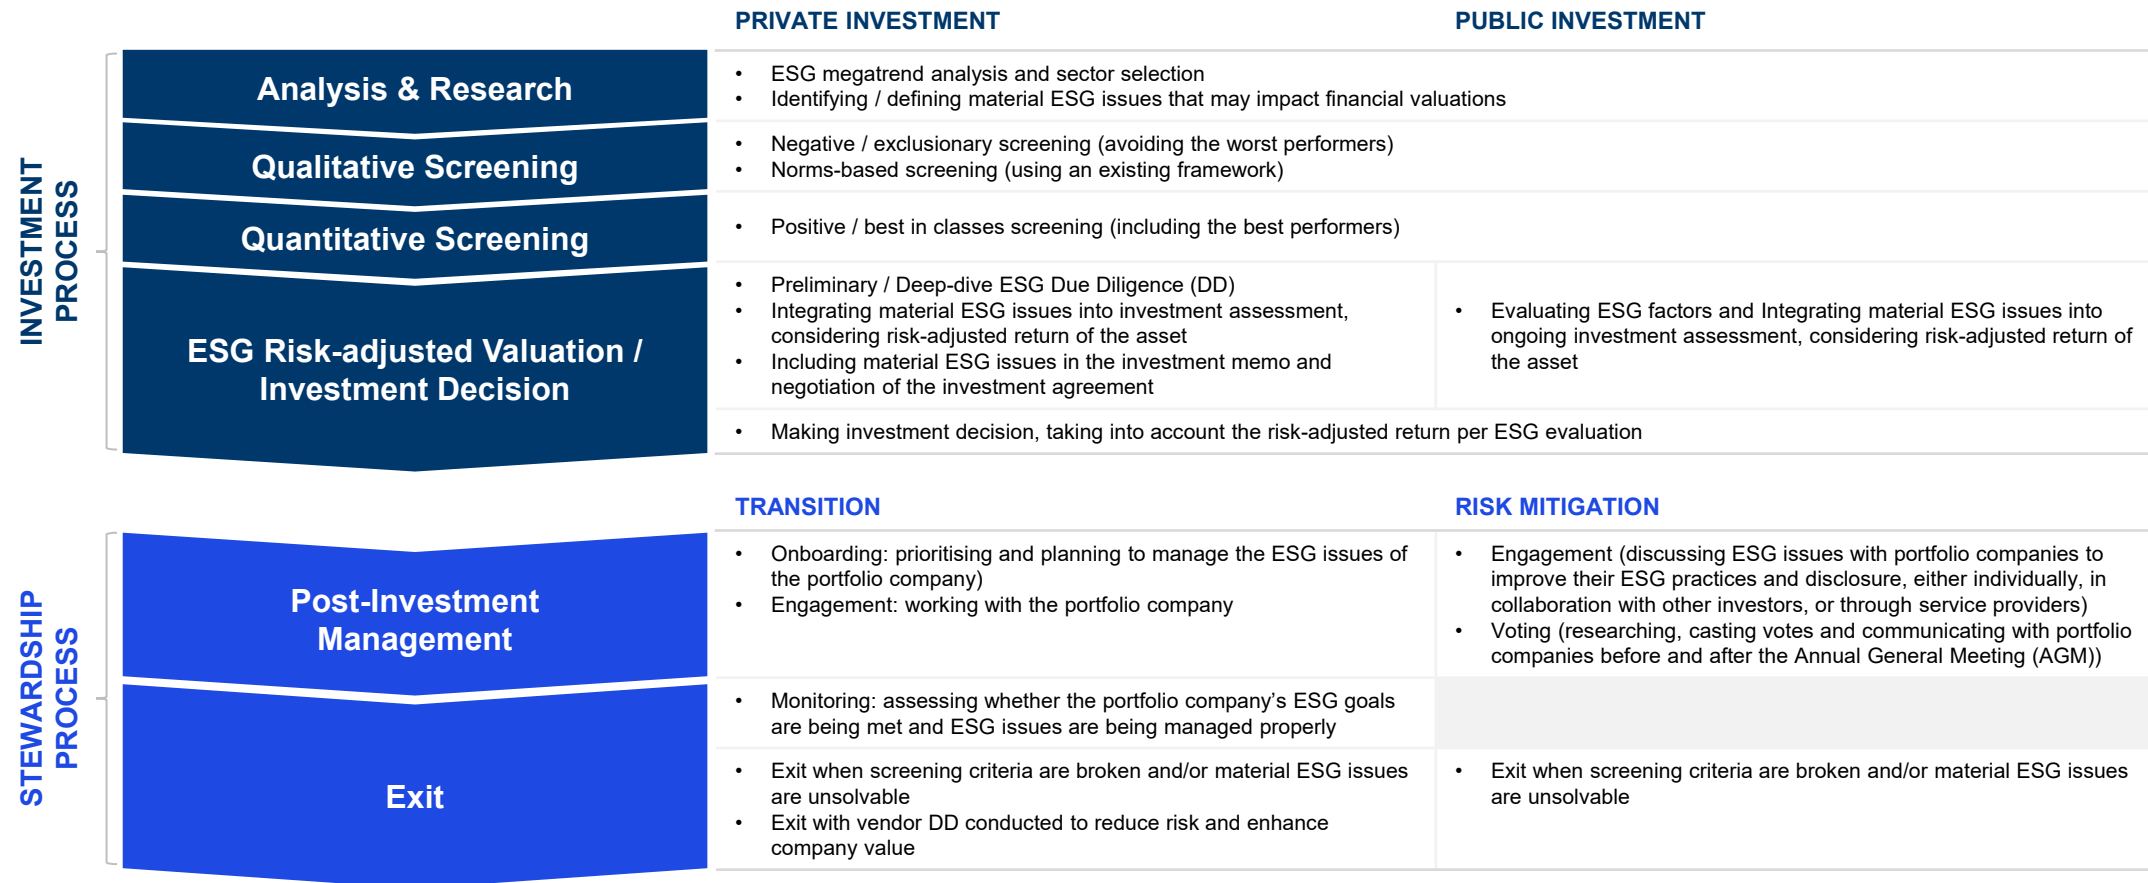 PRIVATE INVESTMENT
PUBLIC INVESTMENT
INVESTMENT
PROCESS
Analysis & Research
• ESG megatrend analysis and sector selection
• Identifying / defining material ESG issues that may impact financial valuations
Qualitative Screening
• Negative / exclusionary screening (avoiding the worst performers)
• Norms-based screening (using an existing framework)
Quantitative Screening
• Positive / best in classes screening (including the best performers)
ESG Risk-adjusted Valuation /
Investment Decision
• Preliminary / Deep-dive ESG Due Diligence (DD)
• Integrating material ESG issues into investment assessment,
considering risk-adjusted return of the asset
• Including material ESG issues in the investment memo and
negotiation of the investment agreement
• Evaluating ESG factors and Integrating material ESG issues into
ongoing investment assessment, considering risk-adjusted return of
the asset
• Making investment decision, taking into account the risk-adjusted return per ESG evaluation
TRANSITION
RISK MITIGATION
STEWARDSHIP
PROCESS
Post-Investment
Management
• Onboarding: prioritising and planning to manage the ESG issues of
the portfolio company)
• Engagement: working with the portfolio company
• Engagement (discussing ESG issues with portfolio companies to
improve their ESG practices and disclosure, either individually, in
collaboration with other investors, or through service providers)
• Voting (researching, casting votes and communicating with portfolio
companies before and after the Annual General Meeting (AGM))
Exit
• Monitoring: assessing whether the portfolio company’s ESG goals
are being met and ESG issues are being managed properly
• Exit when screening criteria are broken and/or material ESG issues
are unsolvable
• Exit with vendor DD conducted to reduce risk and enhance
company value
• Exit when screening criteria are broken and/or material ESG issues
are unsolvable